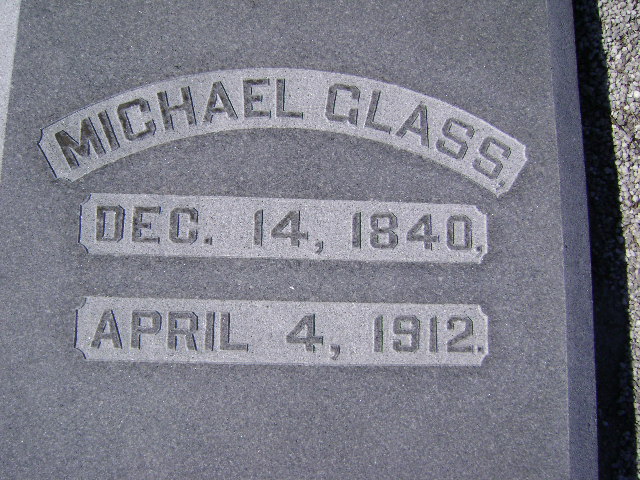 MICHAEL GLASS,
DEC. 14, 1840.
APRIL 4, 1912.